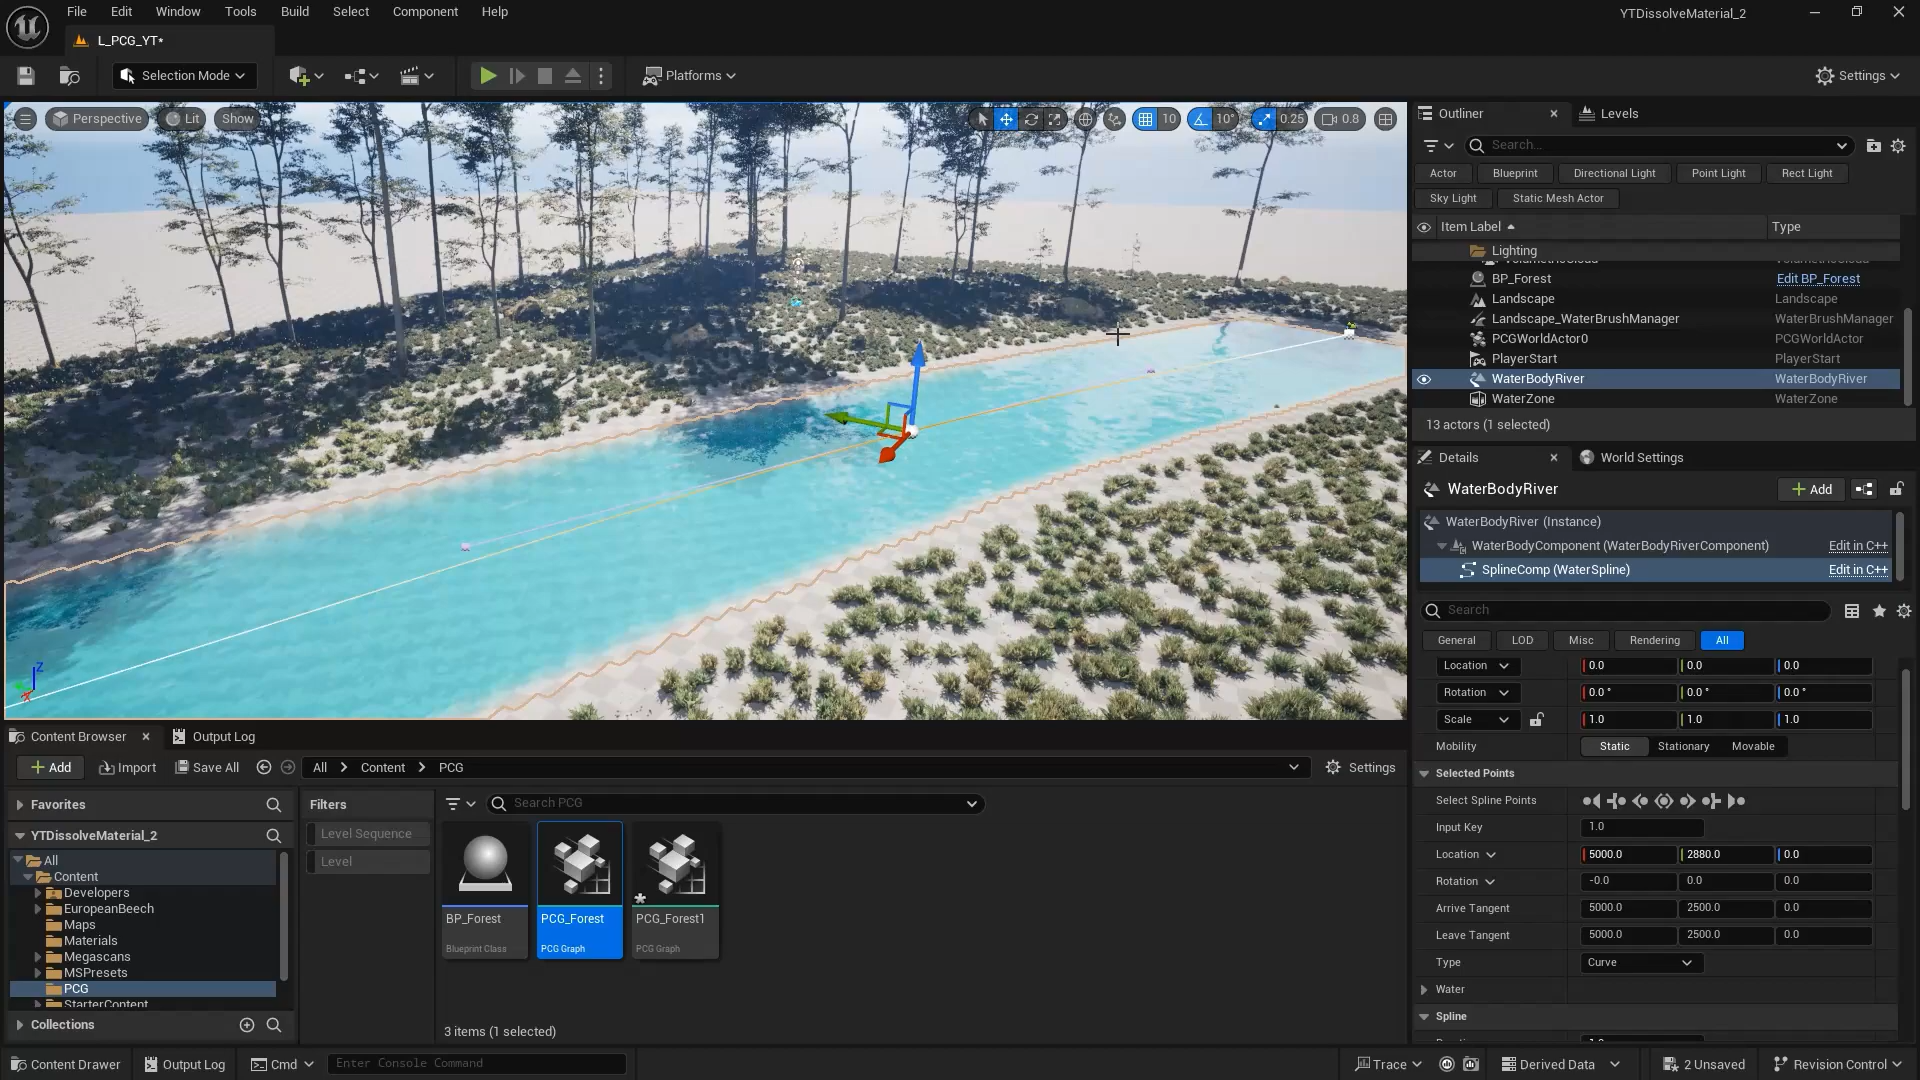 File Edit Window Tools Build Select Component Help
YTDissolveMaterial_2
L_PCG_YT*
Selection Mode
Platforms
Settings
Perspective Lit Show
10 10° 0.25 0.8
Outliner Levels
Search...
Actor Blueprint Directional Light Point Light Rect Light
Sky Light Static Mesh Actor
Item Label Type
Lighting
BP_Forest Edit BP_Forest
Landscape Landscape
Landscape_WaterBrushManager WaterBrushManager
PCGWorldActor0 PCGWorldActor
PlayerStart PlayerStart
WaterBodyRiver WaterBodyRiver
WaterZone WaterZone
13 actors (1 selected)
Details World Settings
WaterBodyRiver
Add
WaterBodyRiver (Instance)
WaterBodyComponent (WaterBodyRiverComponent) Edit in C++
SplineComp (WaterSpline) Edit in C++
Search
General LOD Misc Rendering All
Location 0.0 0.0 0.0
Rotation 0.0 ° 0.0 ° 0.0 °
Scale 1.0 1.0 1.0
Mobility Static Stationary Movable
Selected Points
Select Spline Points
Input Key 1.0
Location 5000.0 2880.0 0.0
Rotation -0.0 0.0 0.0
Arrive Tangent 5000.0 2500.0 0.0
Leave Tangent 5000.0 2500.0 0.0
Type Curve
Water
Spline
Z
X
Content Browser Output Log
Add Import Save All All Content PCG Settings
Favorites
YTDissolveMaterial_2
All
Content
Developers
EuropeanBeech
Maps
Materials
Megascans
MSPresets
PCG
StarterContent
Collections
Filters
Level Sequence
Level
Search PCG
BP_Forest
Blueprint Class
PCG_Forest
PCG Graph
PCG_Forest1
PCG Graph
3 items (1 selected)
Content Drawer Output Log Cmd Enter Console Command
Trace Derived Data 2 Unsaved Revision Control